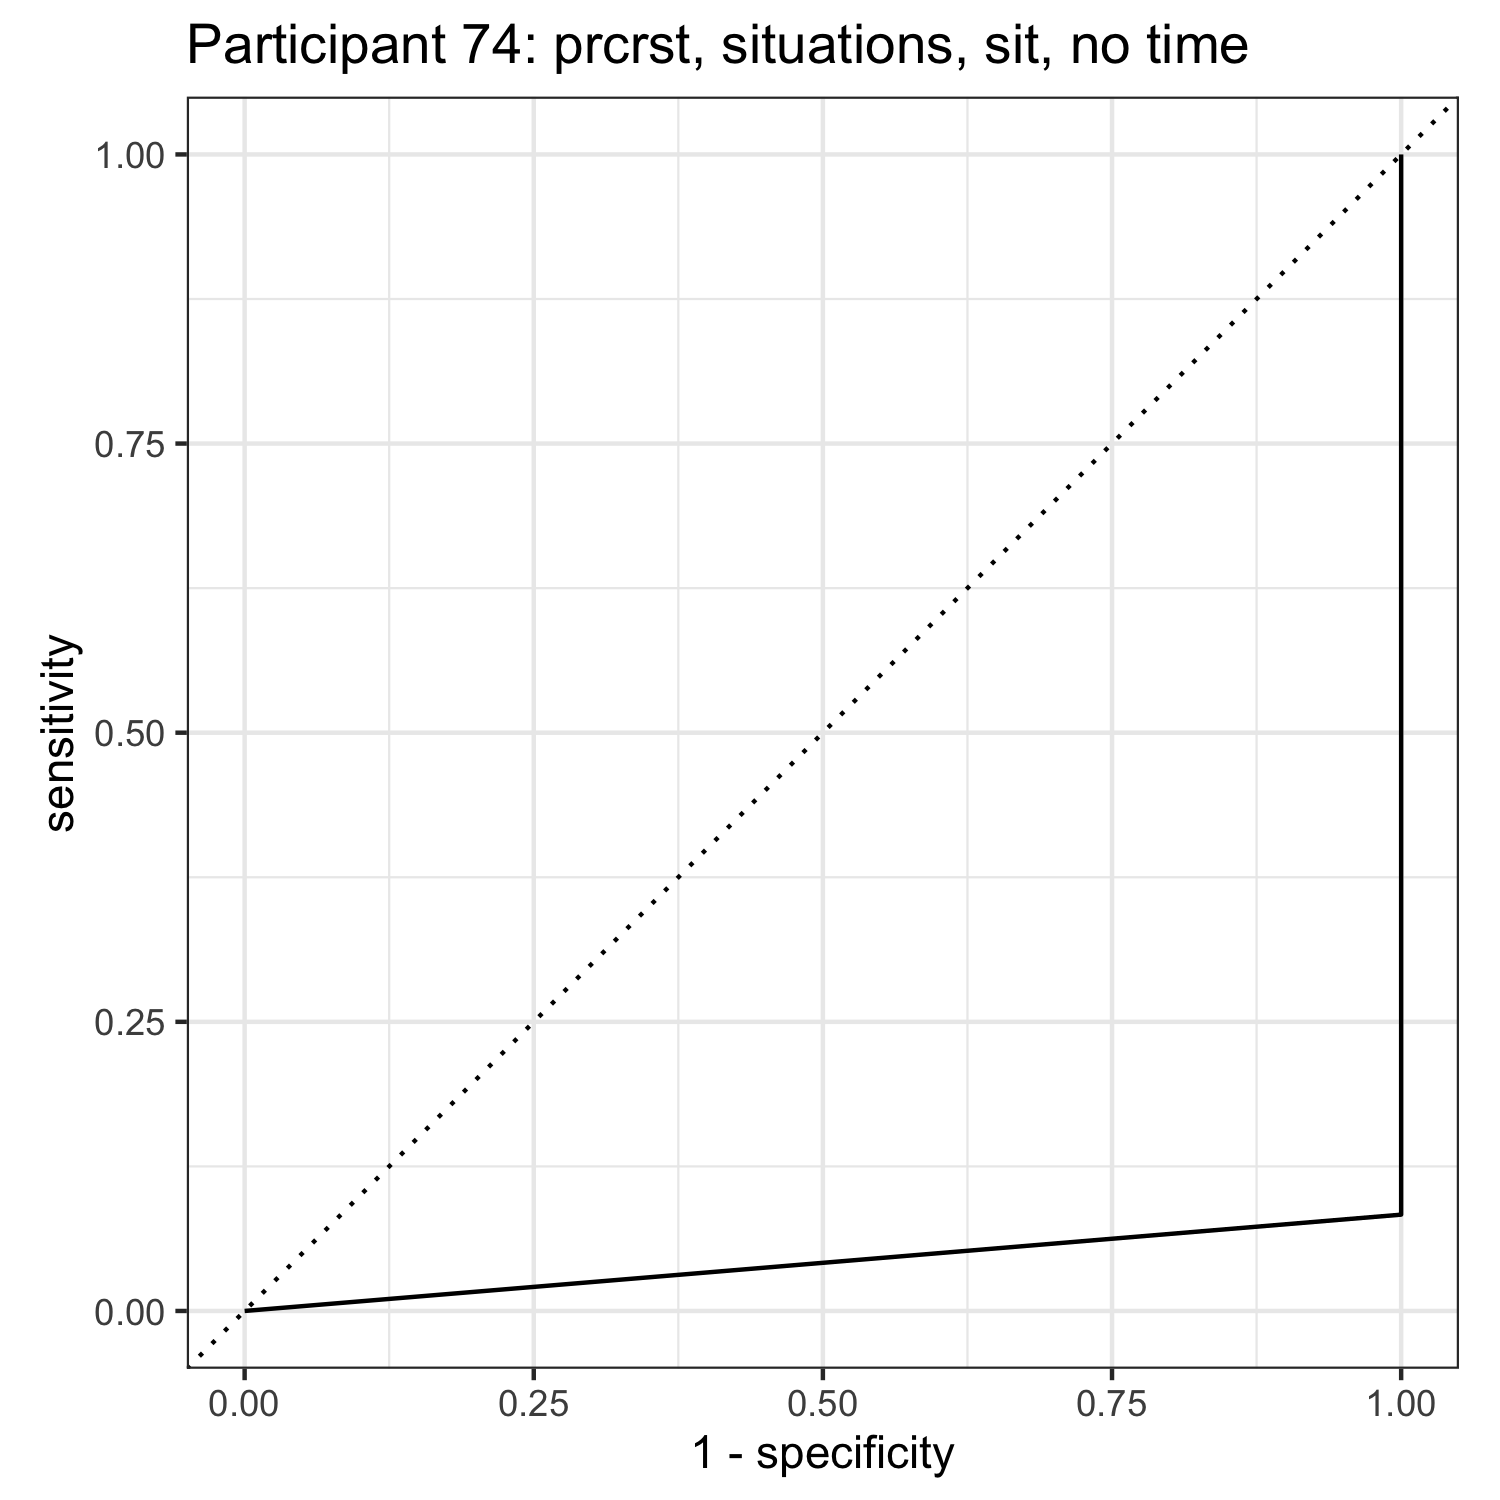 Participant 74: prcrst, situations, sit, no time
1.00
0.75
0.50
0.25
0.00
sensitivity
0.00 0.25 0.50 0.75 1.00
1 - specificity